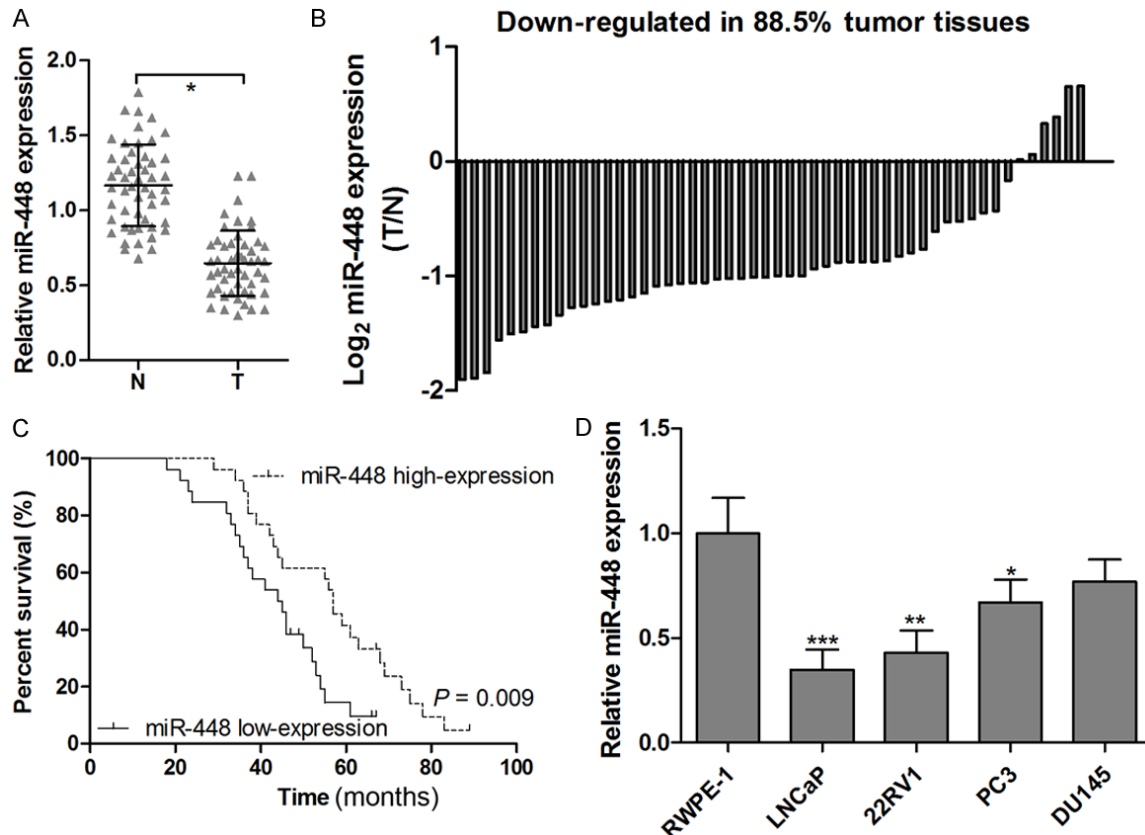 A
Relative miR-448 expression
2.0
1.5
1.0
0.5
0.0
*
N T
B
Down-regulated in 88.5% tumor tissues
Log2 miR-448 expression
(T/N)
1
0
-1
-2
C
Percent survival (%)
100
80
60
40
20
0
miR-448 high-expression
P = 0.009
miR-448 low-expression
0 20 40 60 80 100
Time (months)
D
Relative miR-448 expression
1.5
1.0
0.5
0.0
***
**
*
RWPE-1
LNCaP
22RV1
PC3
DU145